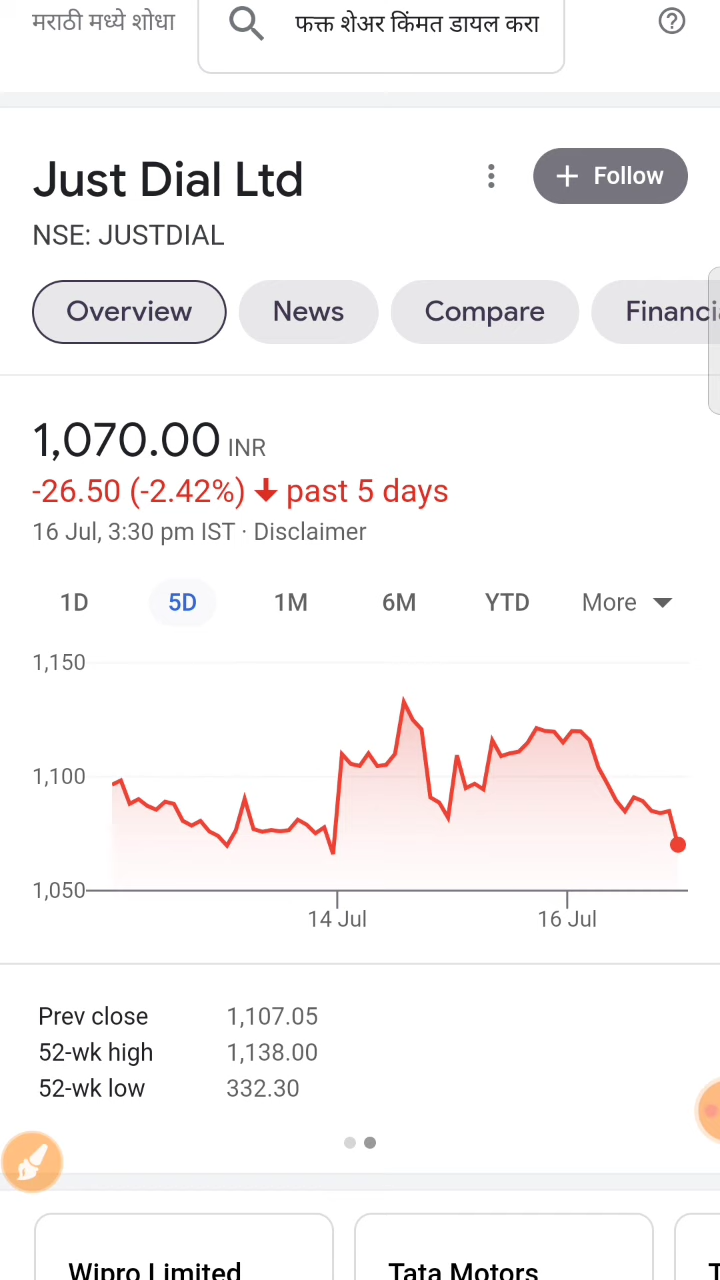 मराठी मध्ये शोधा
फक्त शेअर किंमत डायल करा
Just Dial Ltd
+ Follow
NSE: JUSTDIAL
Overview
News
Compare
Financi
1,070.00 INR
-26.50 (-2.42%) ↓ past 5 days
16 Jul, 3:30 pm IST · Disclaimer
1D
5D
1M
6M
YTD
More
1,150
1,100
1,050
14 Jul
16 Jul
Prev close 1,107.05
52-wk high 1,138.00
52-wk low 332.30
Wipro Limited
Tata Motors